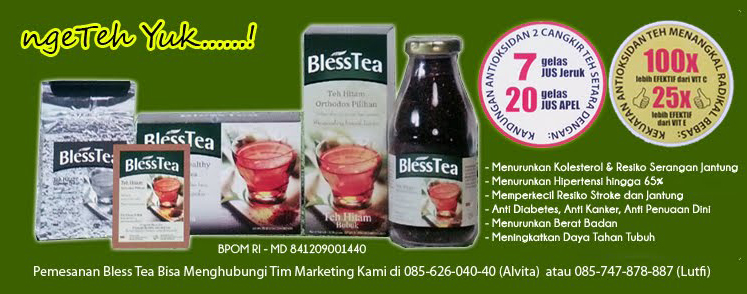 ngeTeh Yuk......!
BlessTea
Teh Hitam
BlessTea
Teh Hitam
BlessTea
BlessTea
Teh Hitam
Orthodox Pilihan
Teh Hitam
Bubuk
BlessTea
KANDUNGAN ANTIOKSIDAN 2 CANGKIR TEH SETARA DENGAN:
7 gelas
JUS Jeruk
20 gelas
JUS APEL
KEKUATAN ANTIOKSIDAN TEH MENANGKAL RADIKAL BEBAS:
100x
lebih EFEKTIF dari VIT C
25x
lebih EFEKTIF
dari VIT E
- Menurunkan Kolesterol & Resiko Serangan Jantung
- Menurunkan Hipertensi hingga 65%
- Memperkecil Resiko Stroke dan Jantung
- Anti Diabetes, Anti Kanker, Anti Penuaan Dini
- Menurunkan Berat Badan
- Meningkatkan Daya Tahan Tubuh
BPOM RI - MD 841209001440
Pemesanan Bless Tea Bisa Menghubungi Tim Marketing Kami di 085-626-040-40 (Alvita) atau 085-747-878-887 (Lutfi)